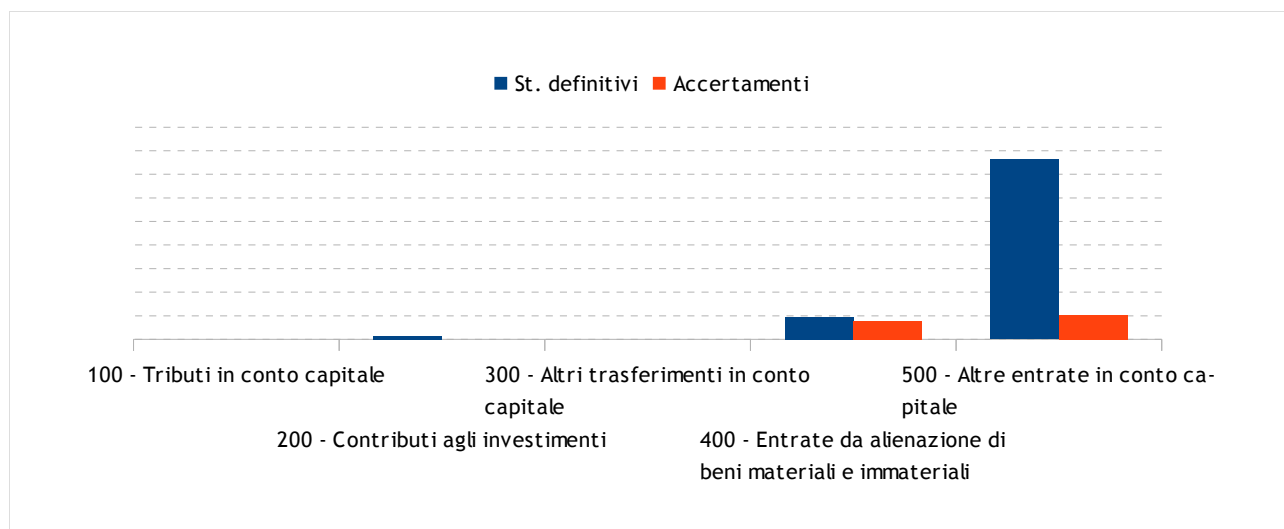 St. definitivi Accertamenti
100 - Tributi in conto capitale
200 - Contributi agli investimenti
300 - Altri trasferimenti in conto
capitale
400 - Entrate da alienazione di
beni materiali e immateriali
500 - Altre entrate in conto ca-
pitale